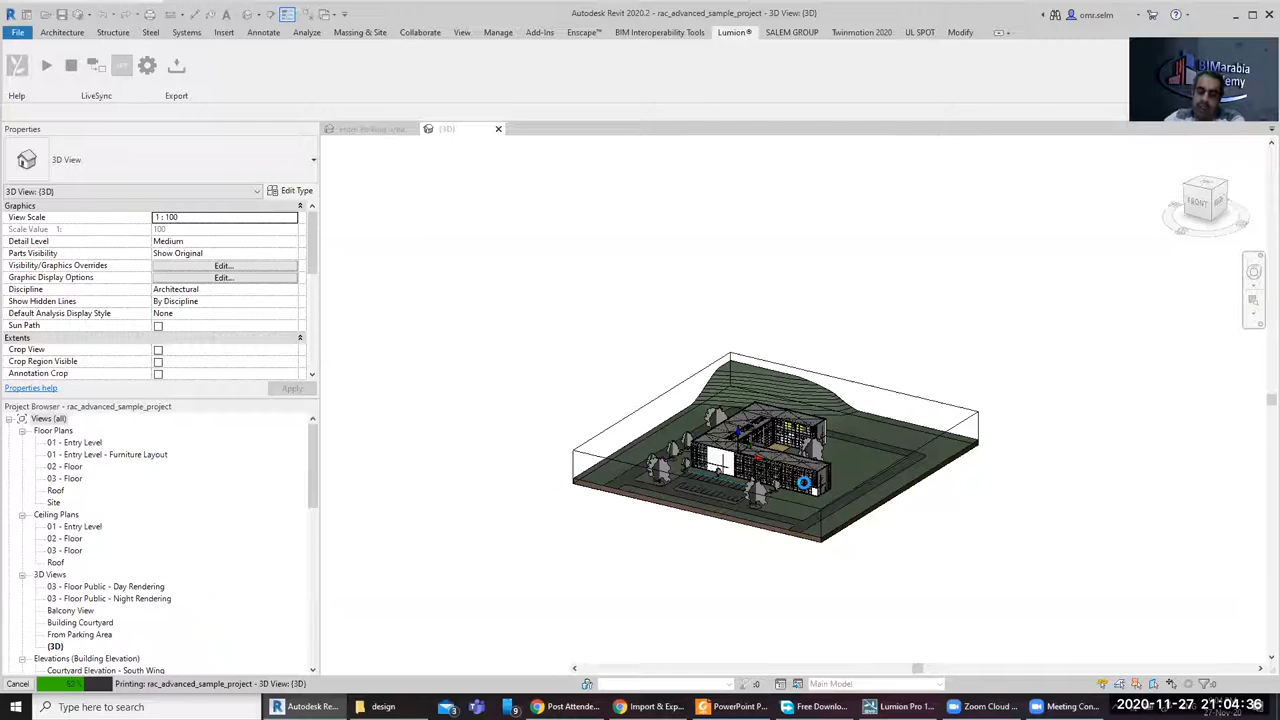 Autodesk Revit 2020.2 - rac_advanced_sample_project - 3D View: {3D}
omr.selm
File Architecture Structure Steel Systems Insert Annotate Analyze Massing & Site Collaborate View Manage Add-Ins Enscape™ BIM Interoperability Tools Lumion® SALEM GROUP Twinmotion 2020 UL SPOT Modify
BIMarabia
Help LiveSync Export
Properties
{3D}
3D View
3D View: {3D} Edit Type
Graphics
View Scale 1 : 100
Scale Value 1: 100
Detail Level Medium
Parts Visibility Show Original
Visibility/Graphics Overrides Edit...
Graphic Display Options Edit...
Discipline Architectural
Show Hidden Lines By Discipline
Default Analysis Display Style None
Sun Path
Extents
Crop View
Crop Region Visible
Annotation Crop
Properties help Apply
FRONT
Project Browser - rac_advanced_sample_project
Views (all)
Floor Plans
01 - Entry Level
01 - Entry Level - Furniture Layout
02 - Floor
03 - Floor
Roof
Site
Ceiling Plans
01 - Entry Level
02 - Floor
03 - Floor
Roof
3D Views
03 - Floor Public - Day Rendering
03 - Floor Public - Night Rendering
Balcony View
Building Courtyard
From Parking Area
{3D}
Elevations (Building Elevation)
Courtyard Elevation - South Wing
Cancel Printing: rac_advanced_sample_project - 3D View: {3D} :0 Main Model :0
2020-11-27 21:04:36
Type here to search Autodesk Re... design 3 9 Post Attende... Import & Exp... PowerPoint P... Free Downlo... Lumion Pro 1... Zoom Cloud ... Meeting Con...